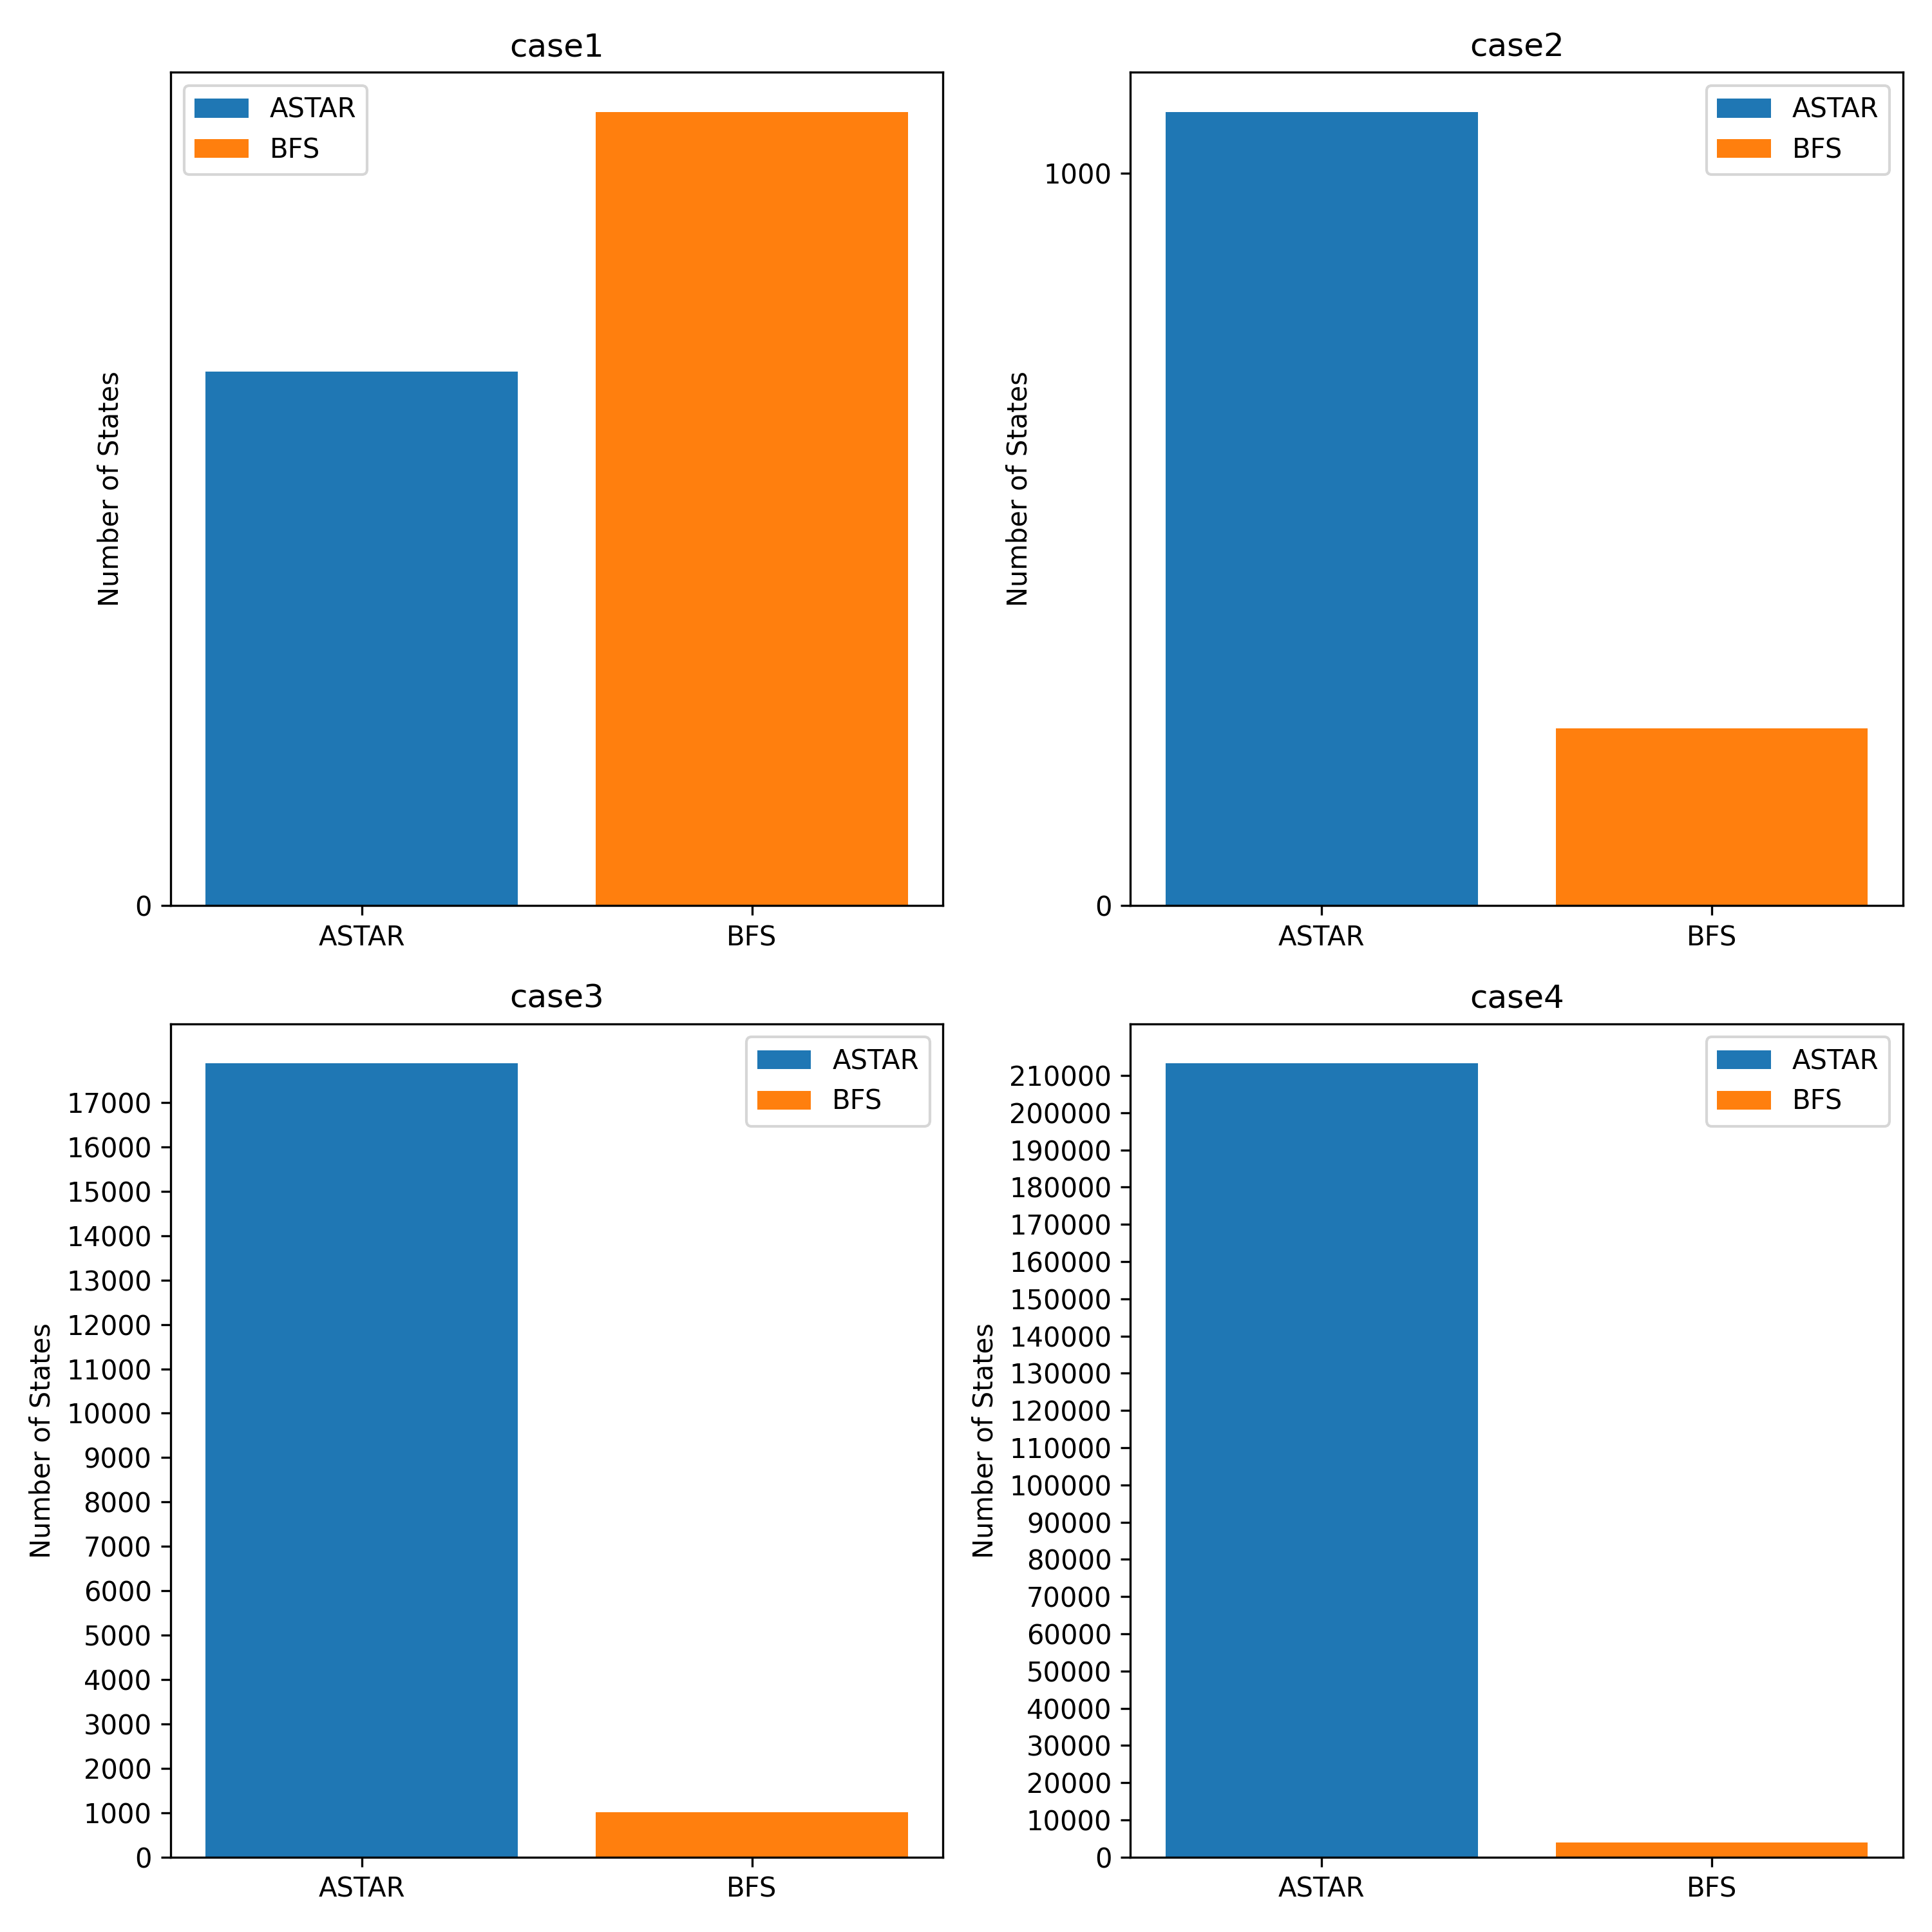 case1
ASTAR
BFS
Number of States
0
ASTAR BFS
case2
ASTAR
BFS
Number of States
1000
0
ASTAR BFS
case3
ASTAR
BFS
Number of States
17000
16000
15000
14000
13000
12000
11000
10000
9000
8000
7000
6000
5000
4000
3000
2000
1000
0
ASTAR BFS
case4
ASTAR
BFS
Number of States
210000
200000
190000
180000
170000
160000
150000
140000
130000
120000
110000
100000
90000
80000
70000
60000
50000
40000
30000
20000
10000
0
ASTAR BFS